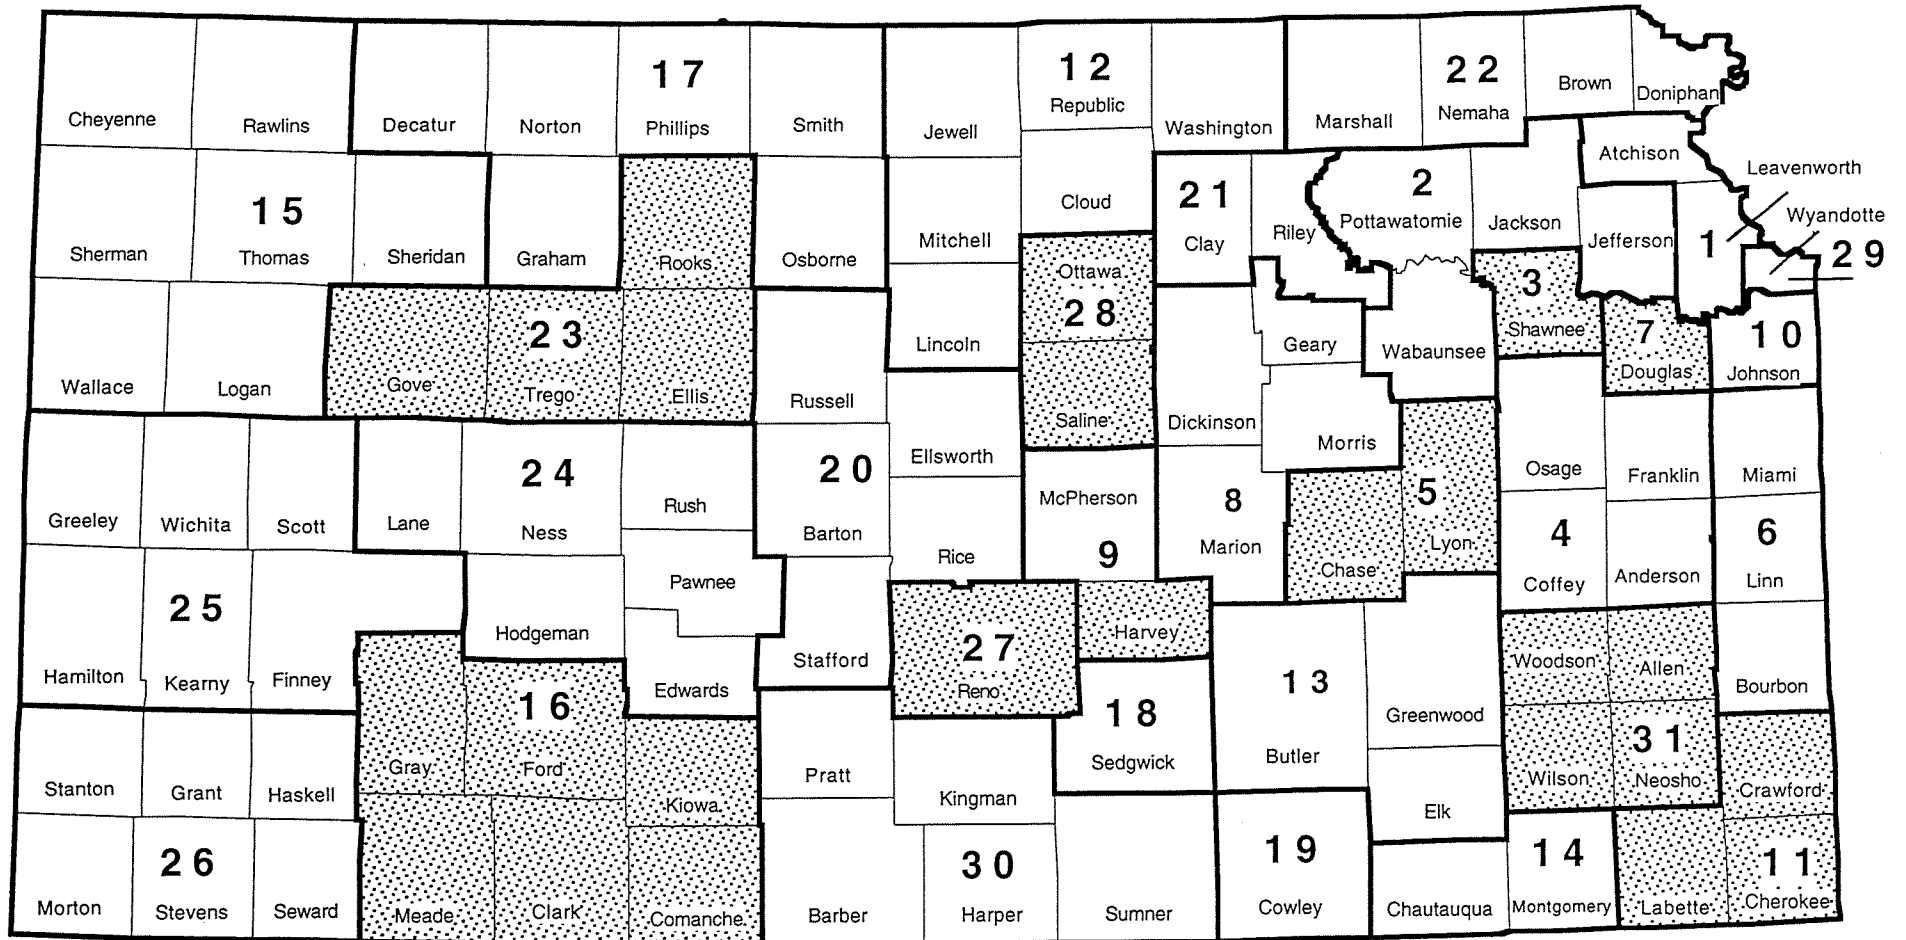 17
12
22
Cheyenne
Rawlins
Decatur
Norton
Phillips
Smith
Jewell
Republic
Washington
Marshall
Nemaha
Brown
Doniphan
Atchison
Leavenworth
15
Cloud
21
2
Wyandotte
Sherman
Thomas
Sheridan
Graham
Rooks
Osborne
Mitchell
Clay
Riley
Pottawatomie
Jackson
Jefferson
1
29
Ottawa
28
3
23
Lincoln
Geary
Wabaunsee
Shawnee
7
10
Wallace
Logan
Gove
Trego
Ellis
Russell
Saline
Dickinson
Douglas
Johnson
24
20
Ellsworth
Morris
Osage
Franklin
Miami
Greeley
Wichita
Scott
Lane
Ness
Rush
Barton
McPherson
8
5
Rice
9
Marion
Chase
Lyon
4
6
Coffey
Anderson
Linn
25
Pawnee
Hamilton
Kearny
Finney
Hodgeman
Edwards
Stafford
27
Reno
Harvey
13
Woodson
Allen
Bourbon
16
18
Greenwood
31
Stanton
Grant
Haskell
Gray
Ford
Kiowa
Pratt
Kingman
Sedgwick
Butler
Wilson
Neosho
Crawford
Elk
26
30
19
14
11
Morton
Stevens
Seward
Meade
Clark
Comanche
Barber
Harper
Sumner
Cowley
Chautauqua
Montgomery
Labette
Cherokee